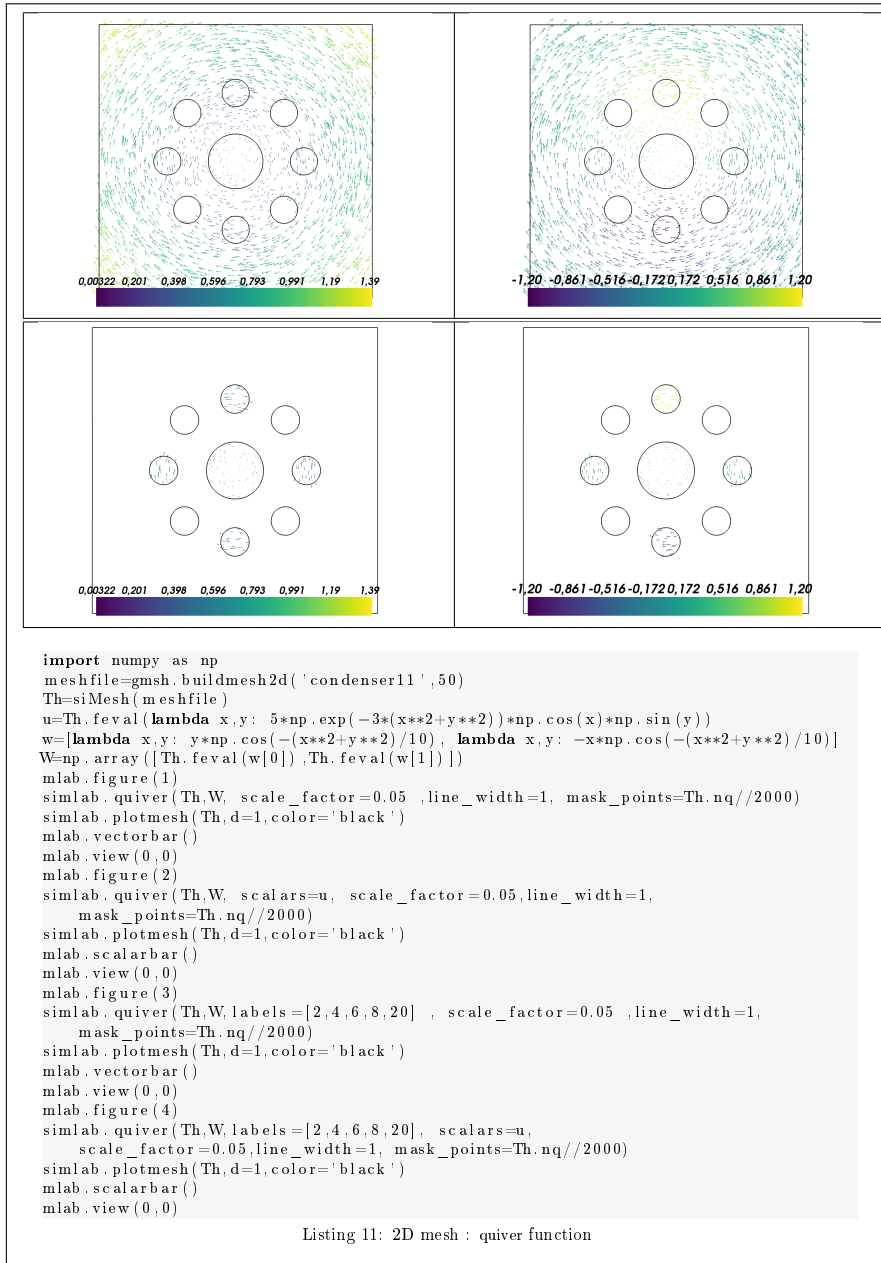 0,00322 0,201 0,398 0,596 0,793 0,991 1,19 1,39
-1,20 -0,861 -0,516 -0,172 0,172 0,516 0,861 1,20
0,00322 0,201 0,398 0,596 0,793 0,991 1,19 1,39
-1,20 -0,861 -0,516 -0,172 0,172 0,516 0,861 1,20
import numpy as np
meshfile=gmsh.buildmesh2d('condenser11',50)
Th=siMesh(meshfile)
u=Th.feval(lambda x,y: 5*np.exp(-3*(x**2+y**2))*np.cos(x)*np.sin(y))
w=[lambda x,y: y*np.cos(-(x**2+y**2)/10), lambda x,y: -x*np.cos(-(x**2+y**2)/10)]
W=np.array([Th.feval(w[0]),Th.feval(w[1])])
mlab.figure(1)
simlab.quiver(Th,W, scale_factor=0.05 ,line_width=1, mask_points=Th.nq//2000)
simlab.plotmesh(Th,d=1,color='black')
mlab.vectorbar()
mlab.view(0,0)
mlab.figure(2)
simlab.quiver(Th,W, scalars=u, scale_factor=0.05,line_width=1,
mask_points=Th.nq//2000)
simlab.plotmesh(Th,d=1,color='black')
mlab.scalarbar()
mlab.view(0,0)
mlab.figure(3)
simlab.quiver(Th,W,labels=[2,4,6,8,20] , scale_factor=0.05 ,line_width=1,
mask_points=Th.nq//2000)
simlab.plotmesh(Th,d=1,color='black')
mlab.vectorbar()
mlab.view(0,0)
mlab.figure(4)
simlab.quiver(Th,W,labels=[2,4,6,8,20], scalars=u,
scale_factor=0.05,line_width=1, mask_points=Th.nq//2000)
simlab.plotmesh(Th,d=1,color='black')
mlab.scalarbar()
mlab.view(0,0)
Listing 11: 2D mesh : quiver function